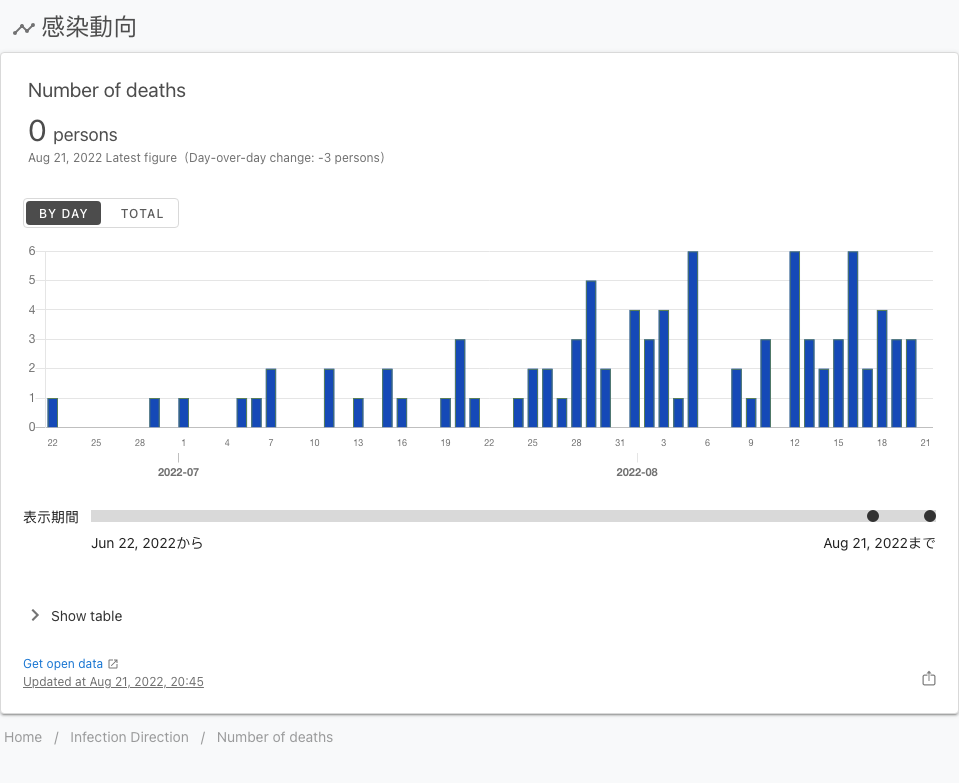 感染動向
Number of deaths
0 persons
Aug 21, 2022 Latest figure (Day-over-day change: -3 persons)
BY DAY TOTAL
6
5
4
3
2
1
0
22 25 28 1 4 7 10 13 16 19 22 25 28 31 3 6 9 12 15 18 21
2022-07 2022-08
表示期間
Jun 22, 2022から Aug 21, 2022まで
Show table
Get open data
Updated at Aug 21, 2022, 20:45
Home / Infection Direction / Number of deaths